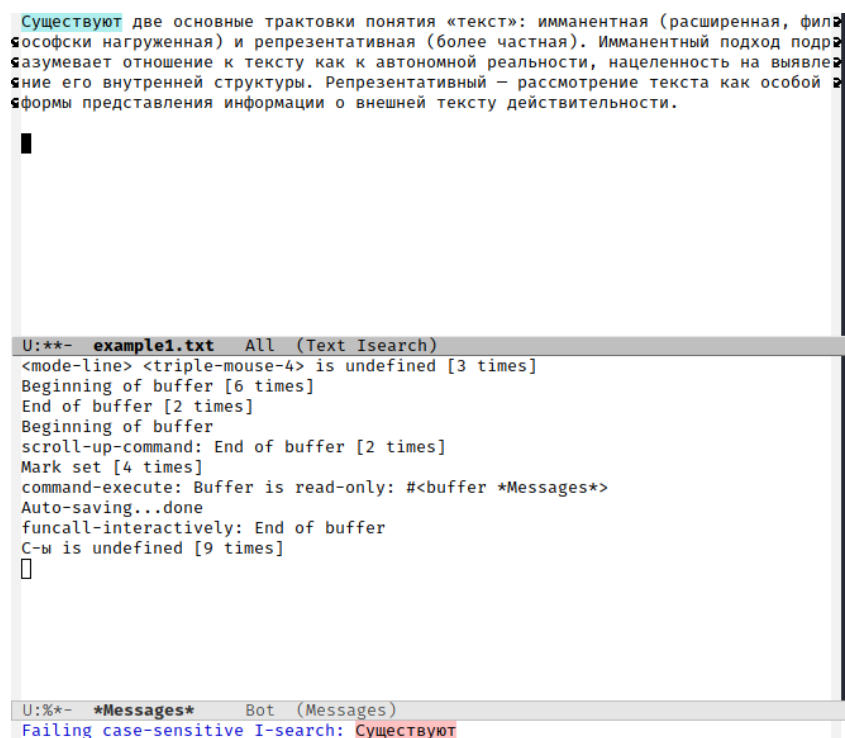 Существуют две основные трактовки понятия «текст»: имманентная (расширенная, фил
ософски нагруженная) и репрезентативная (более частная). Имманентный подход подр
азумевает отношение к тексту как к автономной реальности, нацеленность на выявле
ние его внутренней структуры. Репрезентативный — рассмотрение текста как особой
формы представления информации о внешней тексту действительности.
U:**-  example1.txt   All  (Text Isearch)
<mode-line> <triple-mouse-4> is undefined [3 times]
Beginning of buffer [6 times]
End of buffer [2 times]
Beginning of buffer
scroll-up-command: End of buffer [2 times]
Mark set [4 times]
command-execute: Buffer is read-only: #<buffer *Messages*>
Auto-saving...done
funcall-interactively: End of buffer
C-ы is undefined [9 times]
U:%*-  *Messages*     Bot  (Messages)
Failing case-sensitive I-search: Существуют